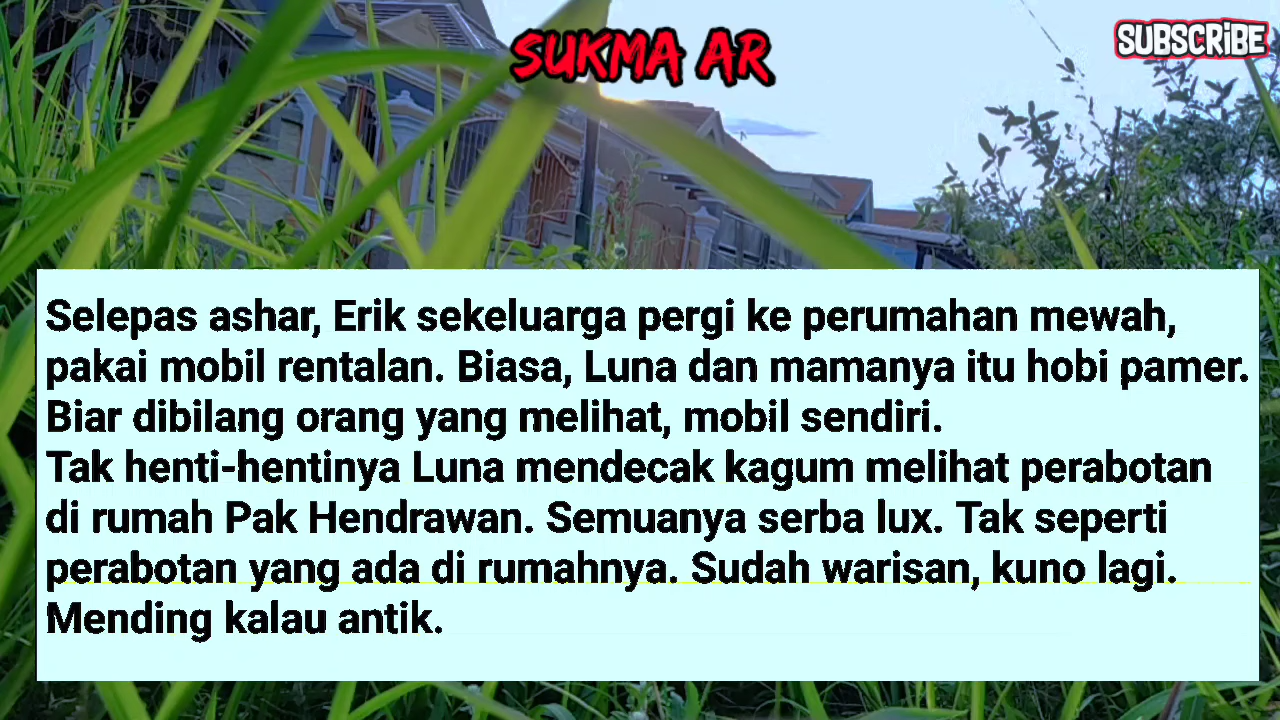 SUKMA AR
SUBSCRiBE
Selepas ashar, Erik sekeluarga pergi ke perumahan mewah,
pakai mobil rentalan. Biasa, Luna dan mamanya itu hobi pamer.
Biar dibilang orang yang melihat, mobil sendiri.
Tak henti-hentinya Luna mendecak kagum melihat perabotan
di rumah Pak Hendrawan. Semuanya serba lux. Tak seperti
perabotan yang ada di rumahnya. Sudah warisan, kuno lagi.
Mending kalau antik.